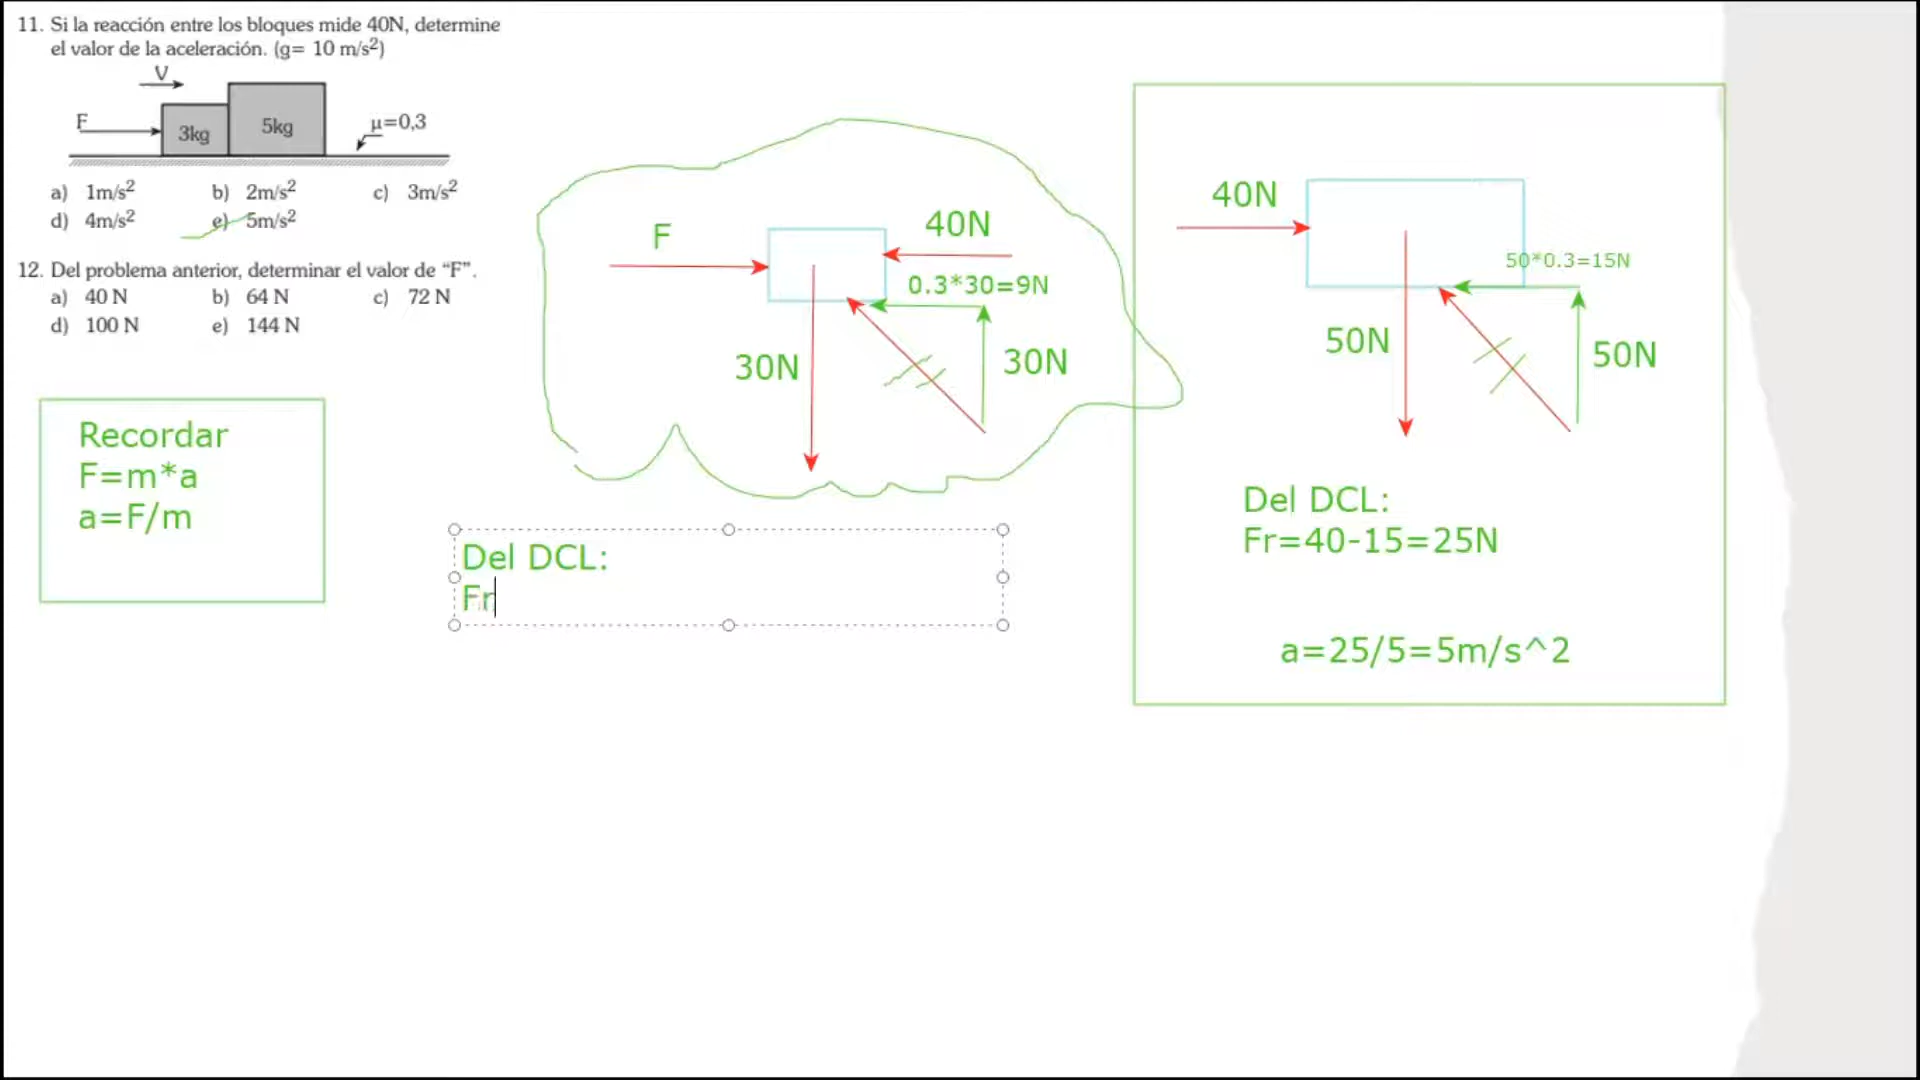 11. Si la reacción entre los bloques mide 40N, determine
el valor de la aceleración. (g= 10 m/s²)
V
F
3kg
5kg
μ=0,3
a) 1m/s² b) 2m/s² c) 3m/s²
d) 4m/s² e) 5m/s²
12. Del problema anterior, determinar el valor de “F”.
a) 40 N b) 64 N c) 72 N
d) 100 N e) 144 N
Recordar
F=m*a
a=F/m
F
40N
0.3*30=9N
30N
30N
Del DCL:
Fr
40N
50*0.3=15N
50N
50N
Del DCL:
Fr=40-15=25N
a=25/5=5m/s^2